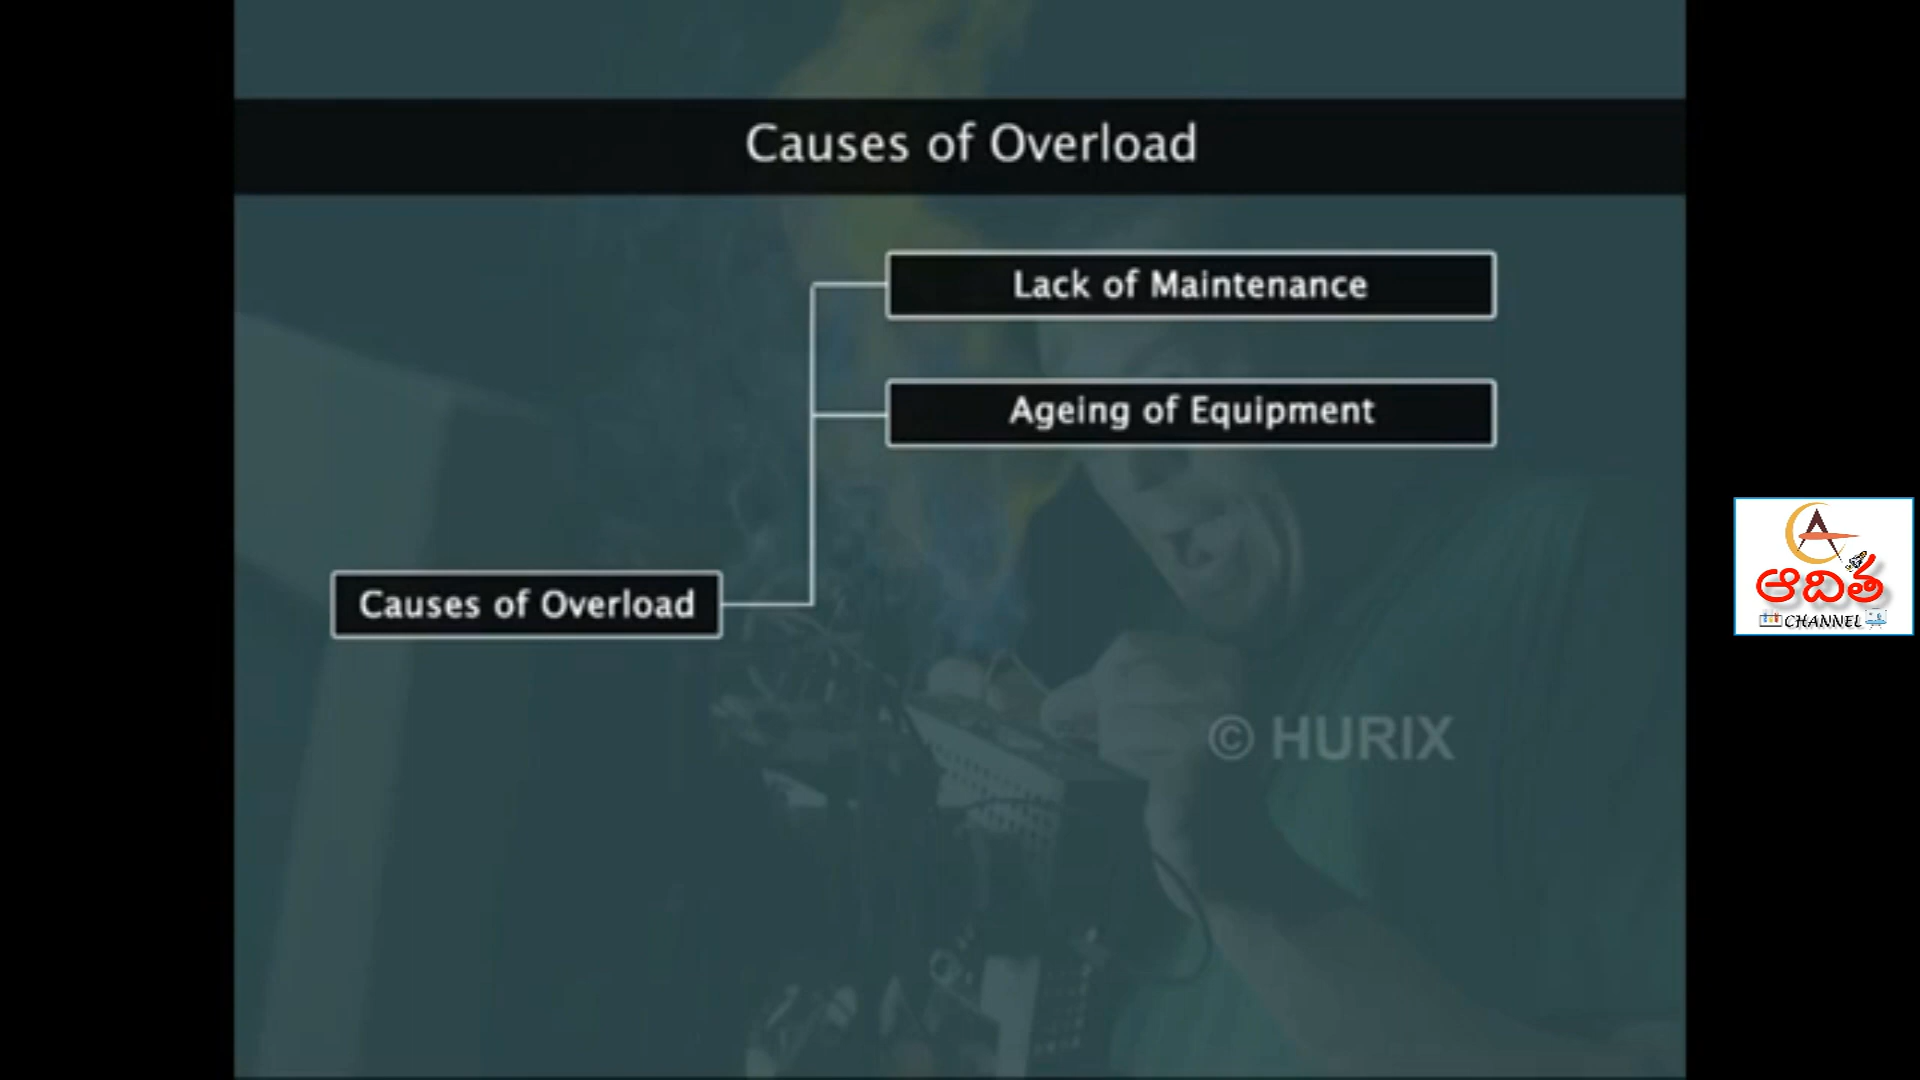 Causes of Overload
Lack of Maintenance
Ageing of Equipment
Causes of Overload
© HURIX
A
ఆదిత్య
CHANNEL